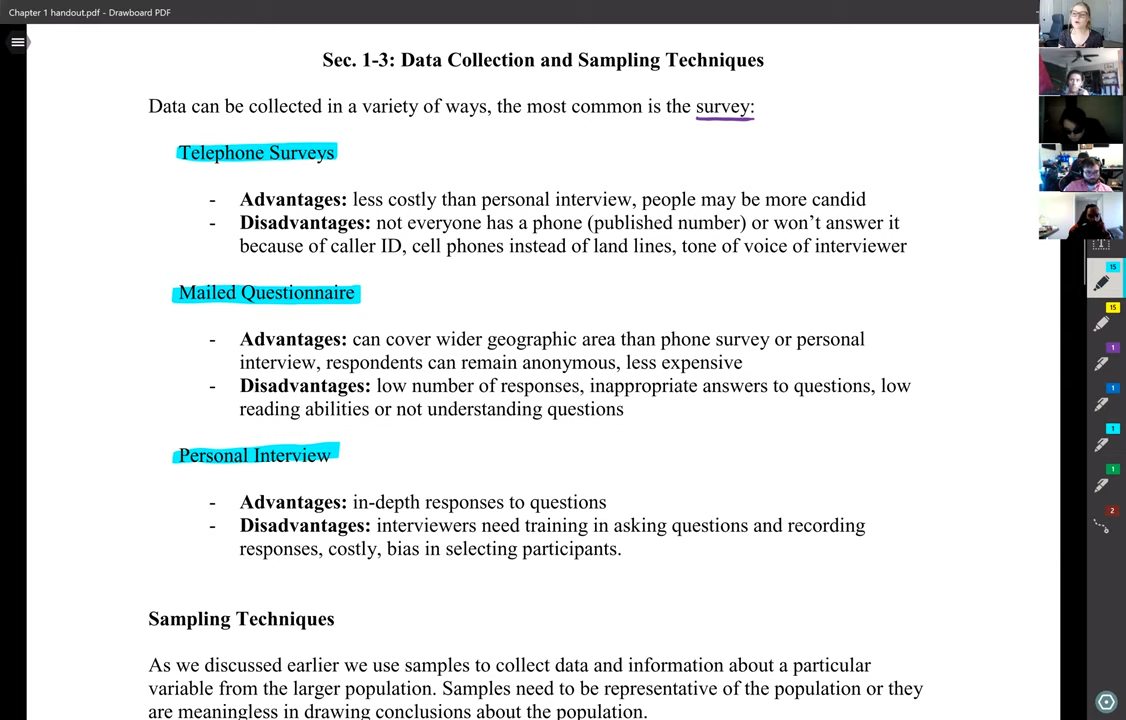 Chapter 1 handout.pdf - Drawboard PDF
Sec. 1-3: Data Collection and Sampling Techniques
Data can be collected in a variety of ways, the most common is the survey:
Telephone Surveys
- Advantages: less costly than personal interview, people may be more candid
- Disadvantages: not everyone has a phone (published number) or won’t answer it
because of caller ID, cell phones instead of land lines, tone of voice of interviewer
Mailed Questionnaire
- Advantages: can cover wider geographic area than phone survey or personal
interview, respondents can remain anonymous, less expensive
- Disadvantages: low number of responses, inappropriate answers to questions, low
reading abilities or not understanding questions
Personal Interview
- Advantages: in-depth responses to questions
- Disadvantages: interviewers need training in asking questions and recording
responses, costly, bias in selecting participants.
Sampling Techniques
As we discussed earlier we use samples to collect data and information about a particular
variable from the larger population. Samples need to be representative of the population or they
are meaningless in drawing conclusions about the population.
T
15
15
1
1
1
1
2